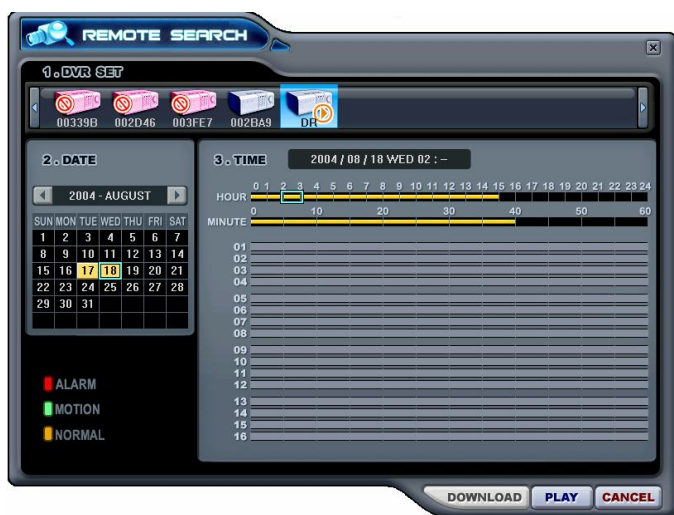 REMOTE SEARCH
1. DVR SET
00339B 002D46 003FE7 002BA9 DR
2. DATE
2004 - AUGUST
SUN MON TUE WED THU FRI SAT
1 2 3 4 5 6 7
8 9 10 11 12 13 14
15 16 17 18 19 20 21
22 23 24 25 26 27 28
29 30 31
ALARM
MOTION
NORMAL
3. TIME
2004 / 08 / 18 WED 02 : –
0 1 2 3 4 5 6 7 8 9 10 11 12 13 14 15 16 17 18 19 20 21 22 23 24
HOUR
0 10 20 30 40 50 60
MINUTE
01
02
03
04
05
06
07
08
09
10
11
12
13
14
15
16
DOWNLOAD PLAY CANCEL